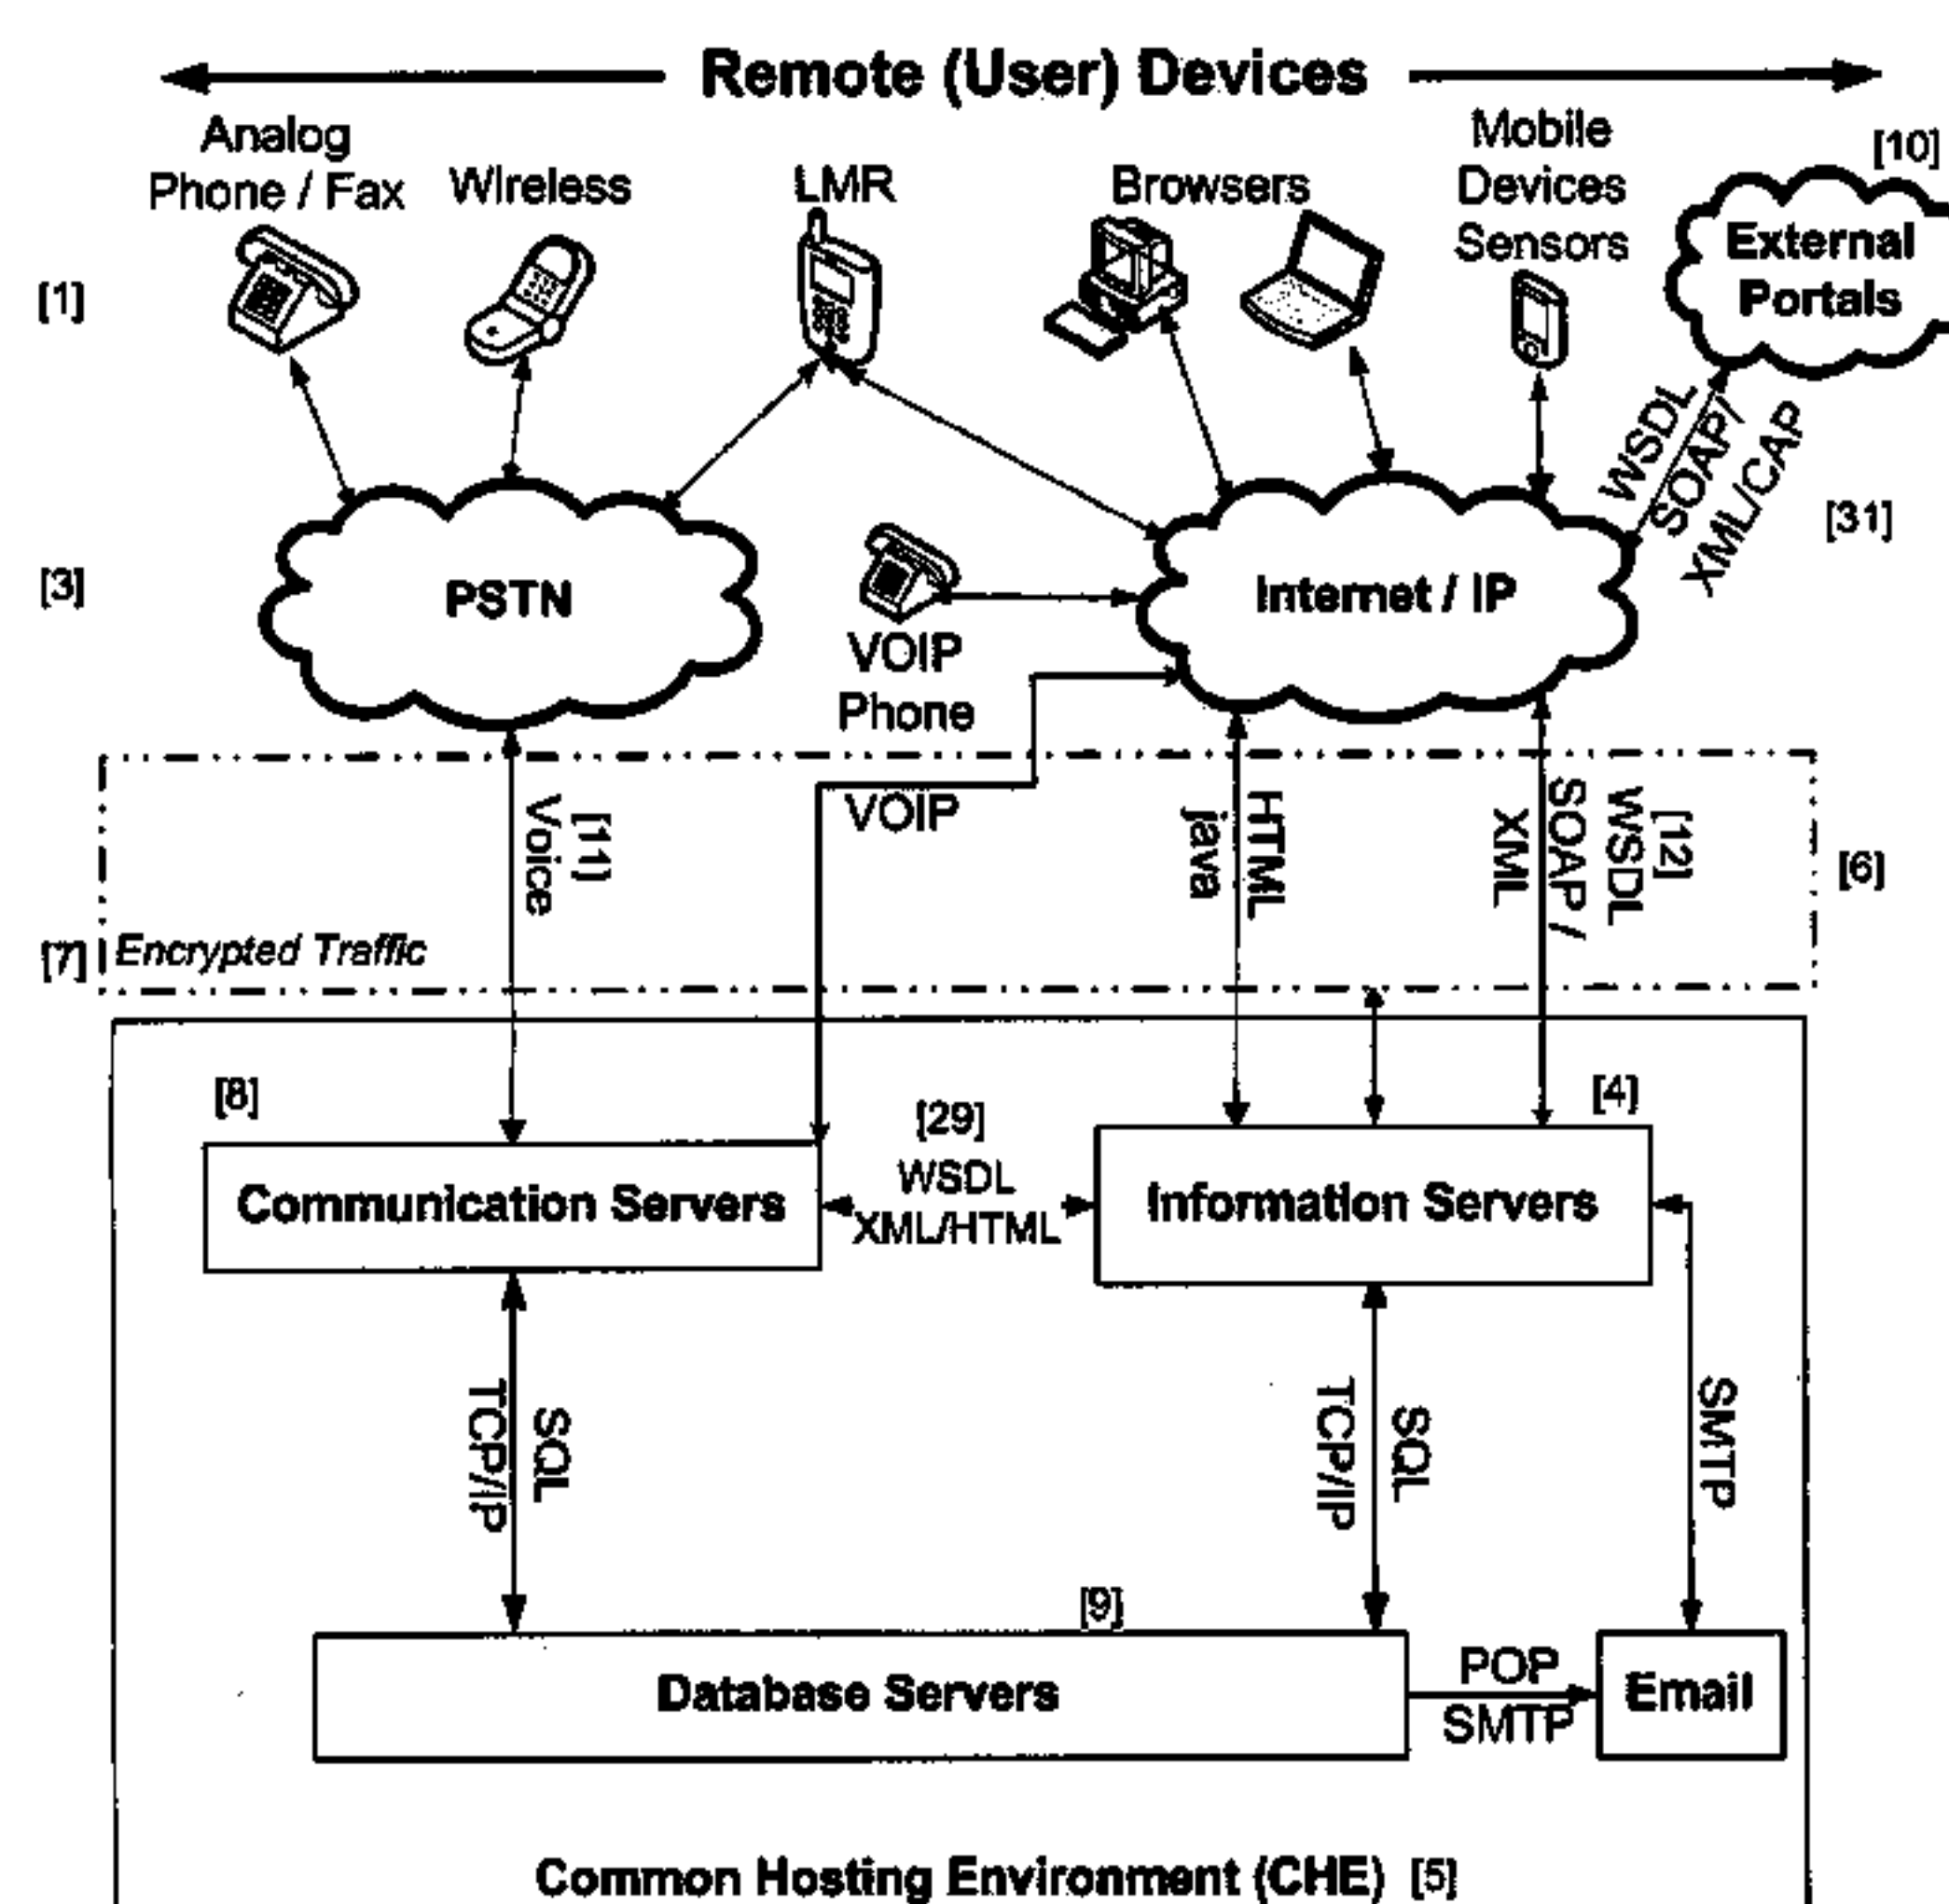 Remote (User) Devices
Analog
Phone / Fax
Wireless
LMR
Browsers
Mobile
Devices
Sensors
[10]
External
Portals
[1]
WSDL
SOAP/
XML/CAP
[31]
[3]
PSTN
Internet / IP
VOIP
Phone
VOIP
[11]
Voice
HTML
java
[12]
WSDL
SOAP /
XML
[6]
[7]
Encrypted Traffic
[8]
[29]
[4]
Communication Servers
WSDL
XML/HTML
Information Servers
SQL
TCP/IP
SQL
TCP/IP
SMTP
[9]
Database Servers
POP
SMTP
Email
Common Hosting Environment (CHE) [5]